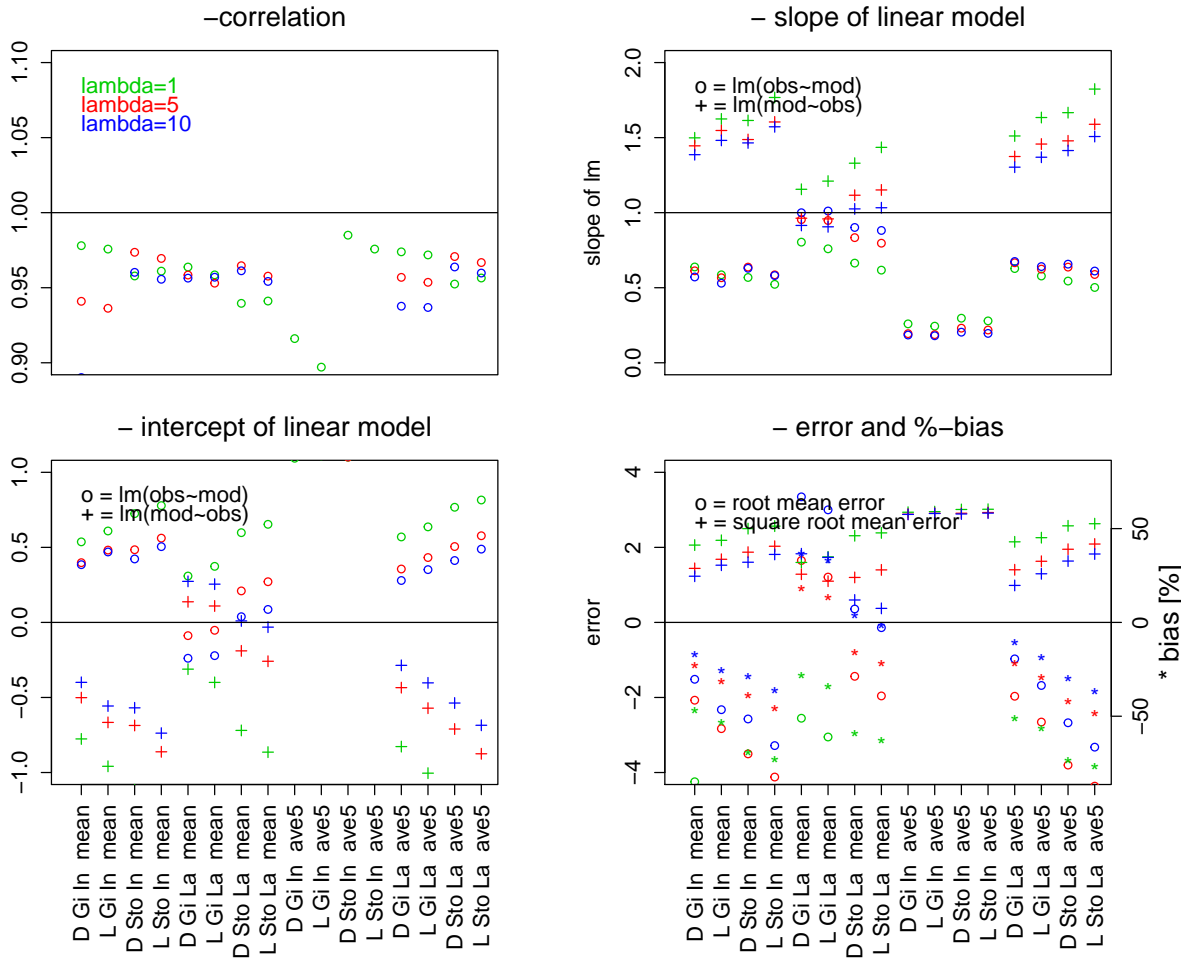 −correlation
1.10
1.05
1.00
0.95
0.90
lambda=1
lambda=5
lambda=10
− slope of linear model
slope of lm
2.0
1.5
1.0
0.5
0.0
o = lm(obs~mod)
+ = lm(mod~obs)
− intercept of linear model
1.0
0.5
0.0
−0.5
−1.0
o = lm(obs~mod)
+ = lm(mod~obs)
D Gi In mean
L Gi In mean
D Sto In mean
L Sto In mean
D Gi La mean
L Gi La mean
D Sto La mean
L Sto La mean
D Gi In ave5
L Gi In ave5
D Sto In ave5
L Sto In ave5
D Gi La ave5
L Gi La ave5
D Sto La ave5
L Sto La ave5
− error and %−bias
error
4
2
0
−2
−4
o = root mean error
+ = square root mean error
50
0
−50
* bias [%]
D Gi In mean
L Gi In mean
D Sto In mean
L Sto In mean
D Gi La mean
L Gi La mean
D Sto La mean
L Sto La mean
D Gi In ave5
L Gi In ave5
D Sto In ave5
L Sto In ave5
D Gi La ave5
L Gi La ave5
D Sto La ave5
L Sto La ave5